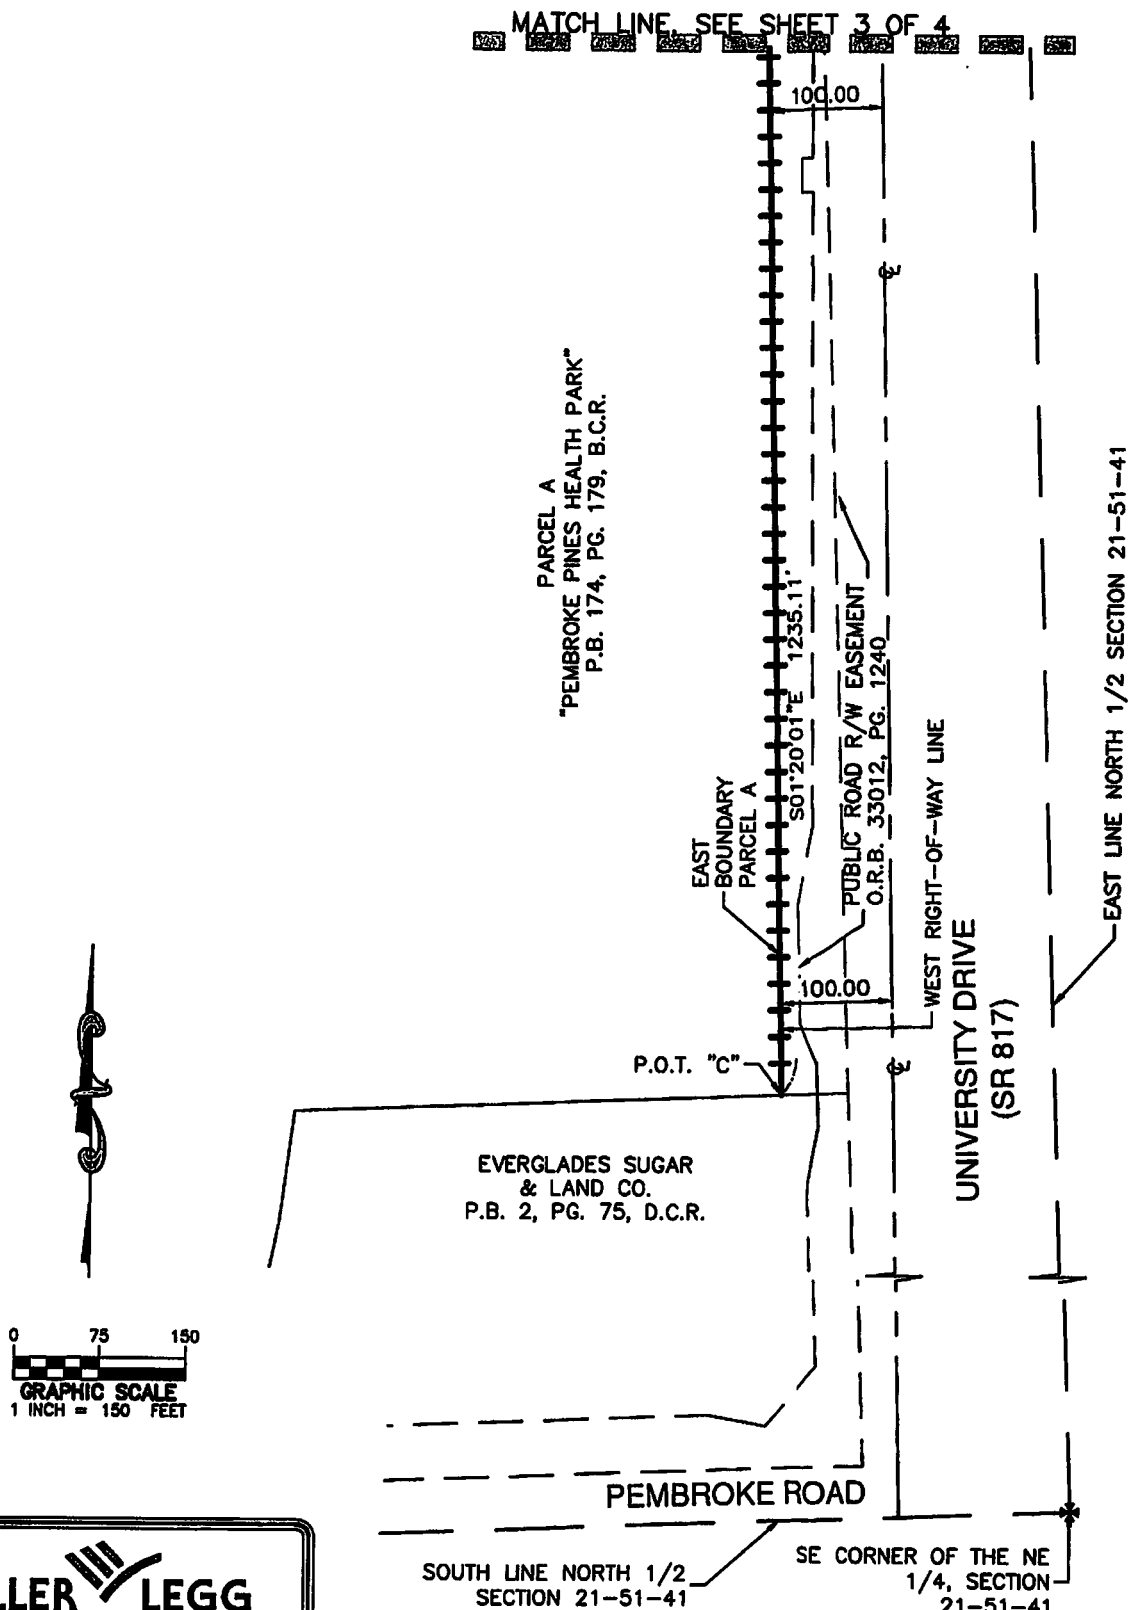 MATCH LINE, SEE SHEET 3 OF 4
100.00
PARCEL A
"PEMBROKE PINES HEALTH PARK"
P.B. 174, PG. 179, B.C.R.
S01°20'01"E 1235.11'
PUBLIC ROAD R/W EASEMENT
O.R.B. 33012, PG. 1240
EAST LINE NORTH 1/2 SECTION 21-51-41
EAST
BOUNDARY
PARCEL A
WEST RIGHT-OF-WAY LINE
100.00
UNIVERSITY DRIVE
(SR 817)
P.O.T. "C"
EVERGLADES SUGAR
& LAND CO.
P.B. 2, PG. 75, D.C.R.
0 75 150
GRAPHIC SCALE
1 INCH = 150 FEET
PEMBROKE ROAD
SOUTH LINE NORTH 1/2
SECTION 21-51-41
SE CORNER OF THE NE
1/4, SECTION
21-51-41
LLER LEGG